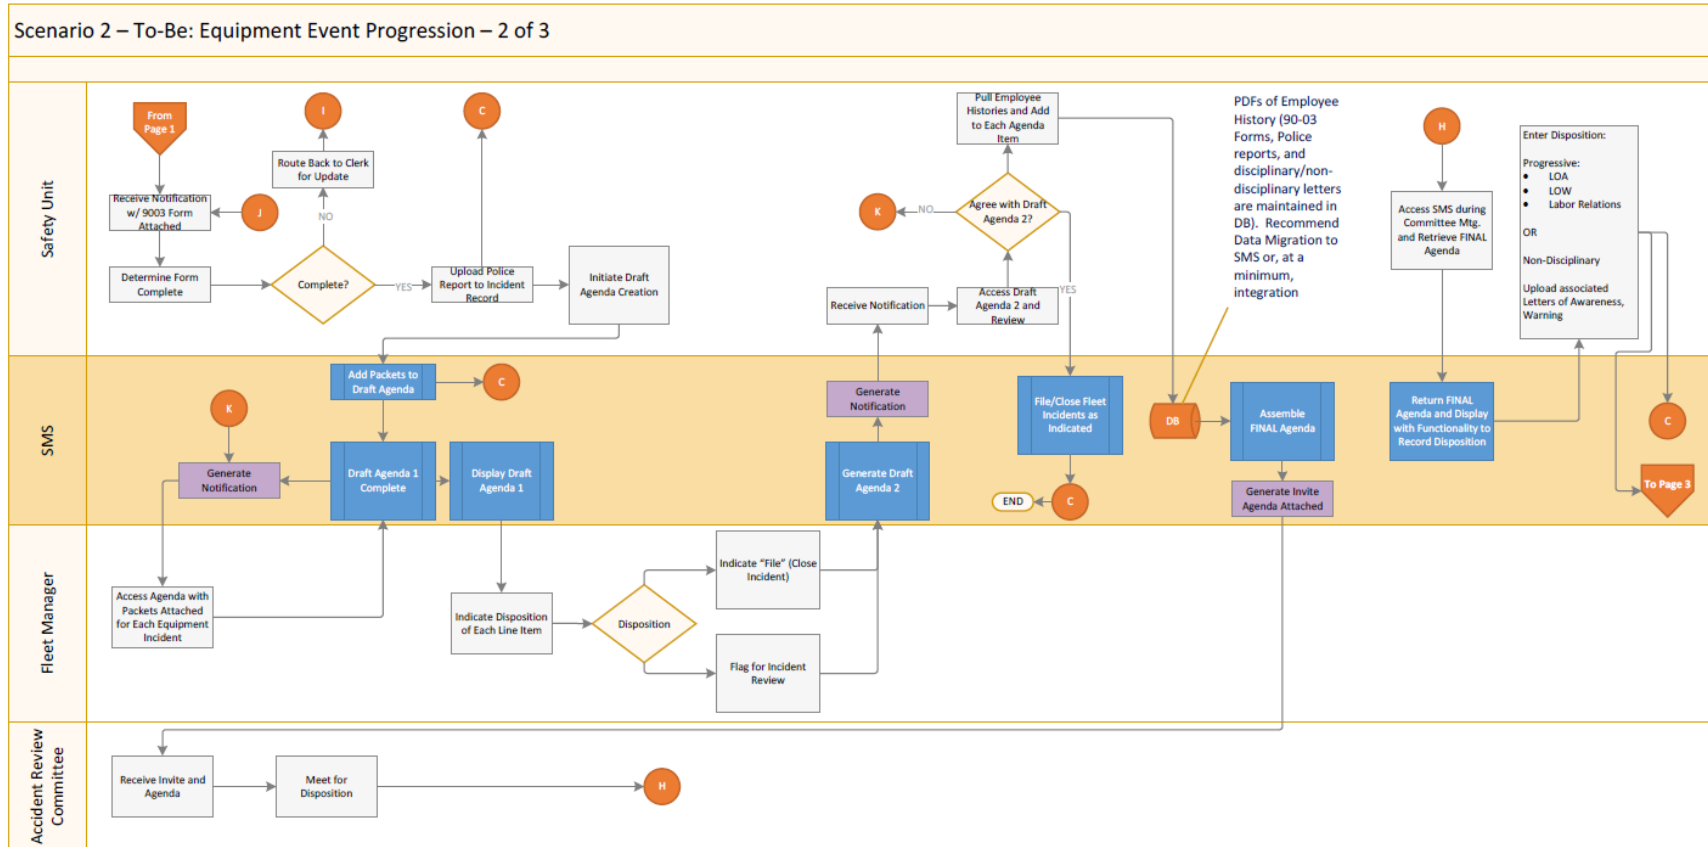 Scenario 2 – To-Be: Equipment Event Progression – 2 of 3
Safety Unit
From
Page 1
I
C
Route Back to Clerk
for Update
Receive Notification
w/ 9003 Form
Attached
J
NO
Determine Form
Complete
Complete?
YES
Upload Police
Report to Incident
Record
Initiate Draft
Agenda Creation
Pull Employee
Histories and Add
to Each Agenda
Item
K
NO
Agree with Draft
Agenda 2?
YES
Receive Notification
Access Draft
Agenda 2 and
Review
PDFs of Employee
History (90-03
Forms, Police
reports, and
disciplinary/non-
disciplinary letters
are maintained in
DB). Recommend
Data Migration to
SMS or, at a
minimum,
integration
H
Access SMS during
Committee Mtg.
and Retrieve FINAL
Agenda
Enter Disposition:
Progressive:
• LOA
• LOW
• Labor Relations
OR
Non-Disciplinary
Upload associated
Letters of Awareness,
Warning
SMS
Add Packets to
Draft Agenda
C
K
Generate
Notification
Draft Agenda 1
Complete
Display Draft
Agenda 1
Generate
Notification
Generate Draft
Agenda 2
File/Close Fleet
Incidents as
Indicated
END
C
DB
Assemble
FINAL Agenda
Generate Invite
Agenda Attached
Return FINAL
Agenda and Display
with Functionality to
Record Disposition
C
To Page 3
Fleet Manager
Access Agenda with
Packets Attached
for Each Equipment
Incident
Indicate Disposition
of Each Line Item
Disposition
Indicate “File” (Close
Incident)
Flag for Incident
Review
Accident Review
Committee
Receive Invite and
Agenda
Meet for
Disposition
H